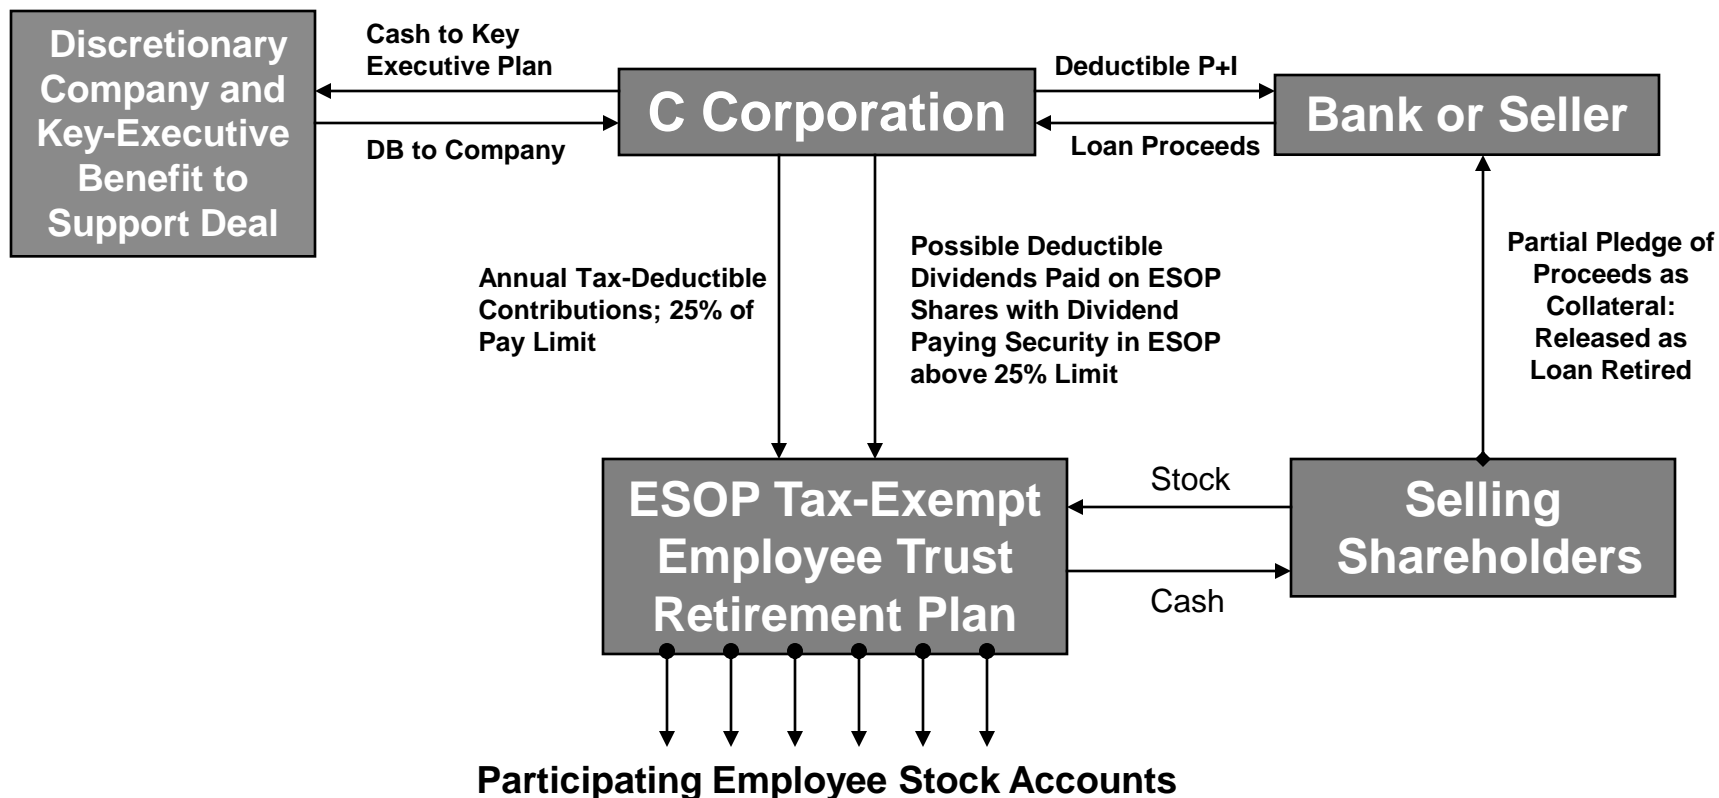 Discretionary
Company and
Key-Executive
Benefit to
Support Deal
Cash to Key
Executive Plan
DB to Company
C Corporation
Deductible P+I
Loan Proceeds
Bank or Seller
Annual Tax-Deductible
Contributions; 25% of
Pay Limit
Possible Deductible
Dividends Paid on ESOP
Shares with Dividend
Paying Security in ESOP
above 25% Limit
Partial Pledge of
Proceeds as
Collateral:
Released as
Loan Retired
ESOP Tax-Exempt
Employee Trust
Retirement Plan
Stock
Cash
Selling
Shareholders
Participating Employee Stock Accounts